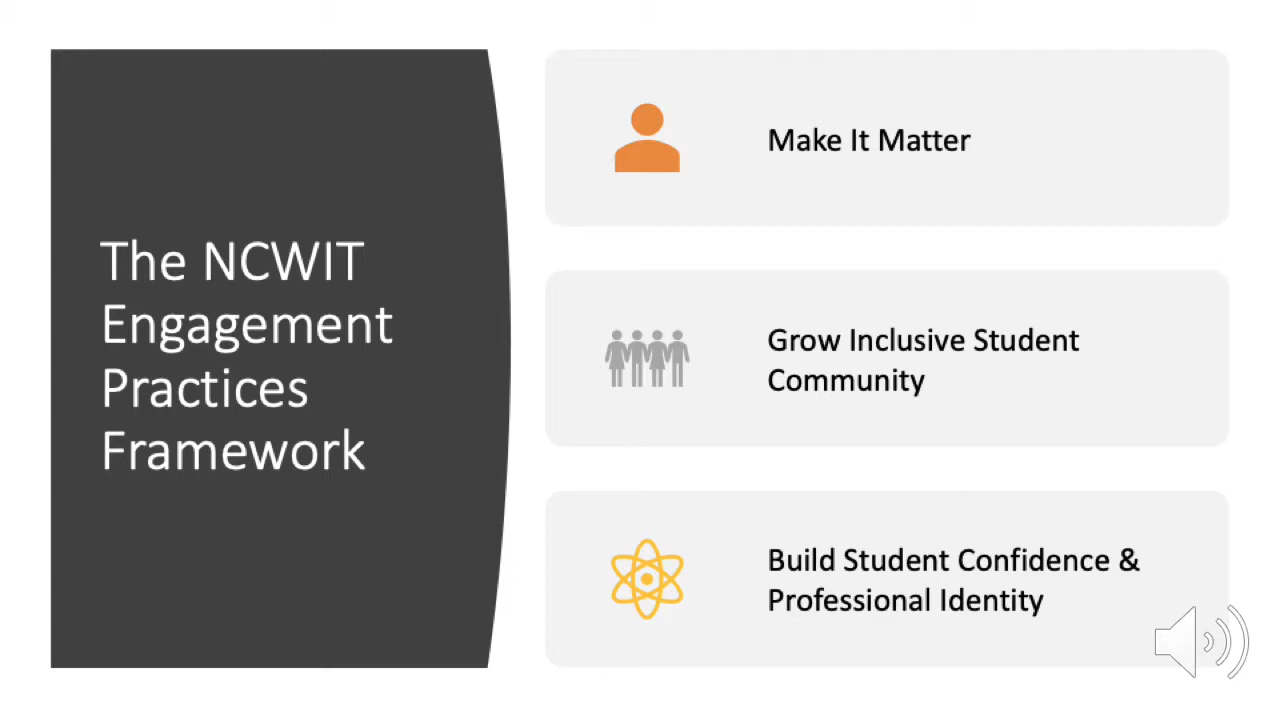 The NCWIT
Engagement
Practices
Framework
Make It Matter
Grow Inclusive Student
Community
Build Student Confidence &
Professional Identity